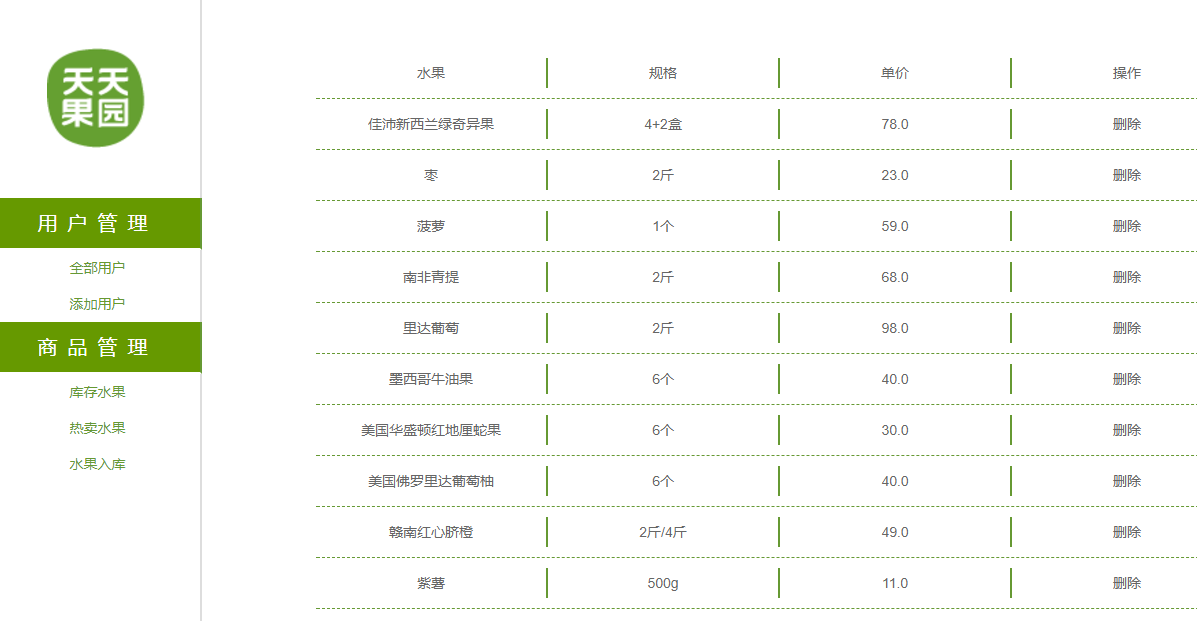 天天
果园
用户管理
全部用户
添加用户
商品管理
库存水果
热卖水果
水果入库
水果 规格 单价 操作
佳沛新西兰绿奇异果 4+2盒 78.0 删除
枣 2斤 23.0 删除
菠萝 1个 59.0 删除
南非青提 2斤 68.0 删除
里达葡萄 2斤 98.0 删除
墨西哥牛油果 6个 40.0 删除
美国华盛顿红地厘蛇果 6个 30.0 删除
美国佛罗里达葡萄柚 6个 40.0 删除
赣南红心脐橙 2斤/4斤 49.0 删除
紫薯 500g 11.0 删除